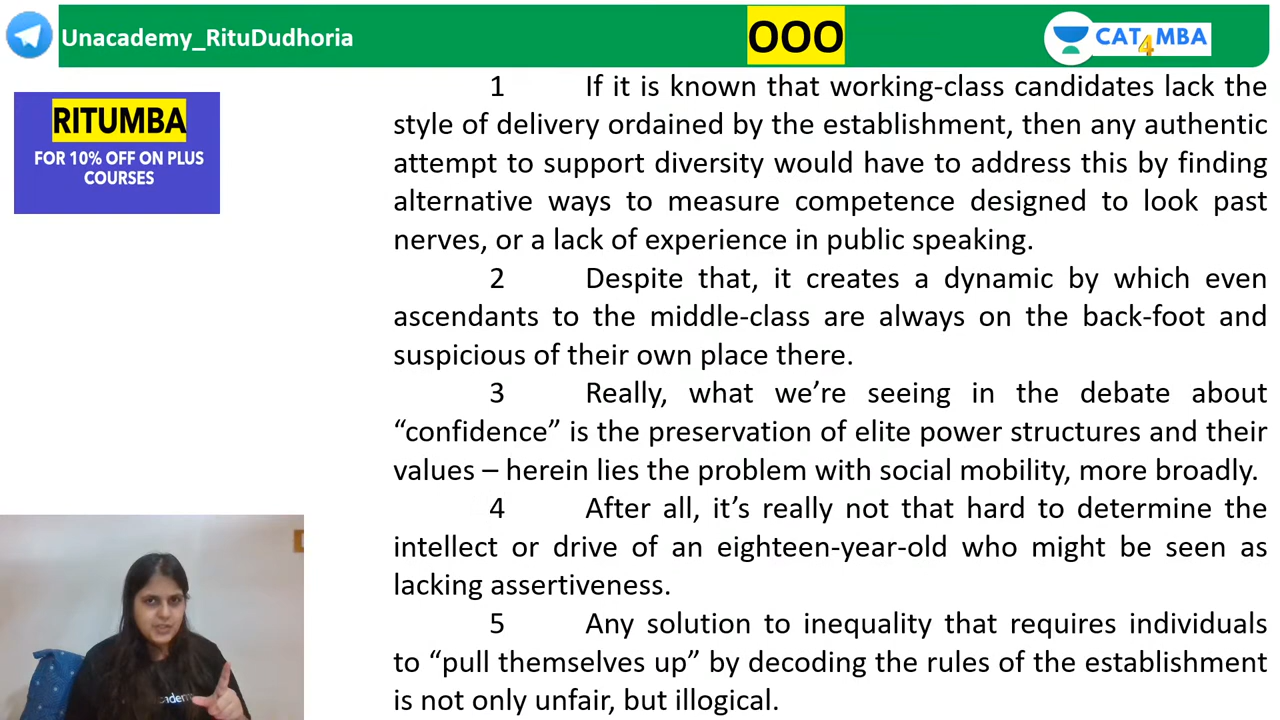 Unacademy_RituDudhoria
OOO
CAT4MBA
RITUMBA
FOR 10% OFF ON PLUS
COURSES
1 If it is known that working-class candidates lack the
style of delivery ordained by the establishment, then any authentic
attempt to support diversity would have to address this by finding
alternative ways to measure competence designed to look past
nerves, or a lack of experience in public speaking.
2 Despite that, it creates a dynamic by which even
ascendants to the middle-class are always on the back-foot and
suspicious of their own place there.
3 Really, what we’re seeing in the debate about
“confidence” is the preservation of elite power structures and their
values – herein lies the problem with social mobility, more broadly.
4 After all, it’s really not that hard to determine the
intellect or drive of an eighteen-year-old who might be seen as
lacking assertiveness.
5 Any solution to inequality that requires individuals
to “pull themselves up” by decoding the rules of the establishment
is not only unfair, but illogical.